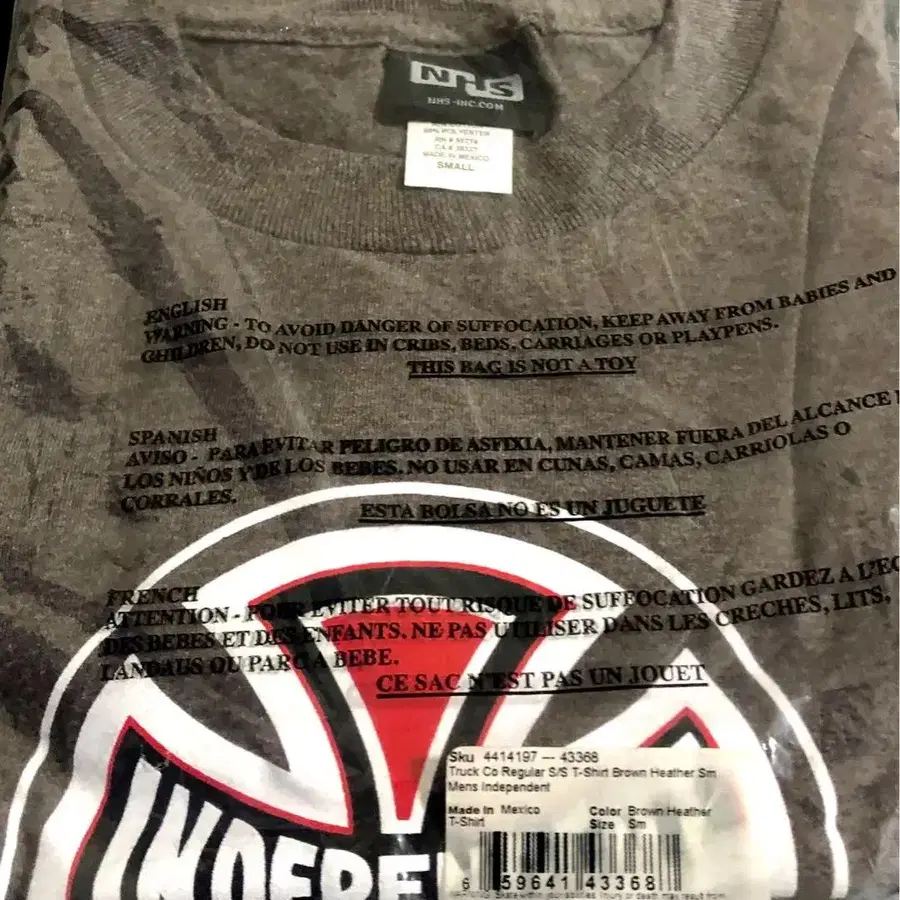 NHS
NHS-INC.COM
MADE IN MEXICO
SMALL
ENGLISH
WARNING - TO AVOID DANGER OF SUFFOCATION, KEEP AWAY FROM BABIES AND
CHILDREN, DO NOT USE IN CRIBS, BEDS, CARRIAGES OR PLAYPENS.
THIS BAG IS NOT A TOY
SPANISH
AVISO - PARA EVITAR PELIGRO DE ASFIXIA, MANTENER FUERA DEL ALCANCE
LOS NIÑOS Y DE LOS BEBES. NO USAR EN CUNAS, CAMAS, CARRIOLAS O
CORRALES.
ESTA BOLSA NO ES UN JUGUETE
FRENCH
ATTENTION - POUR EVITER TOUT RISQUE DE SUFFOCATION GARDEZ A L'EC
DES BEBES ET DES ENFANTS. NE PAS UTILISER DANS LES CRECHES, LITS,
LANDAUS OU PARC A BEBE.
CE SAC N'EST PAS UN JOUET
Sku 4414197 --- 43368
Truck Co Regular S/S T-Shirt Brown Heather Sm
Mens Independent
Made In Mexico Color Brown Heather
T-Shirt Size Sm
6 59641 43368
INDEPEN